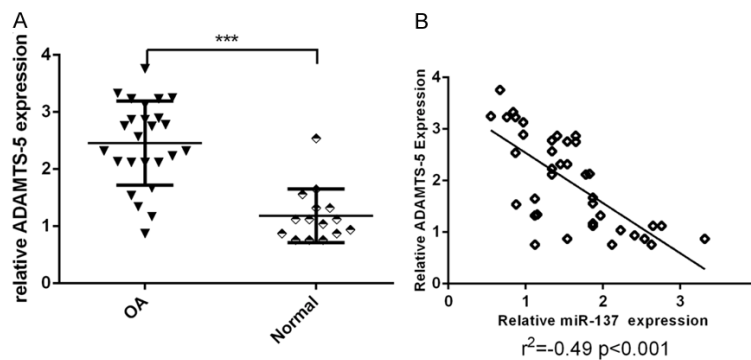 A
***
relative ADAMTS-5 expression
4
3
2
1
0
OA
Normal
B
Relative ADAMTS-5 Expression
4
3
2
1
0
0
1
2
3
Relative miR-137 expression
r²=-0.49 p<0.001